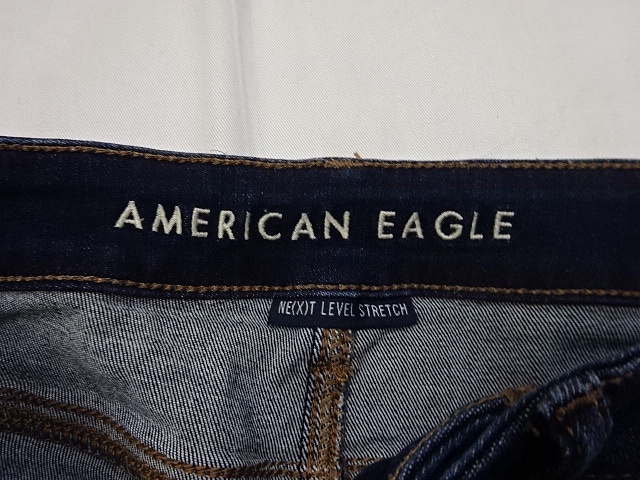 AMERICAN EAGLE
NE(X)T LEVEL STRETCH